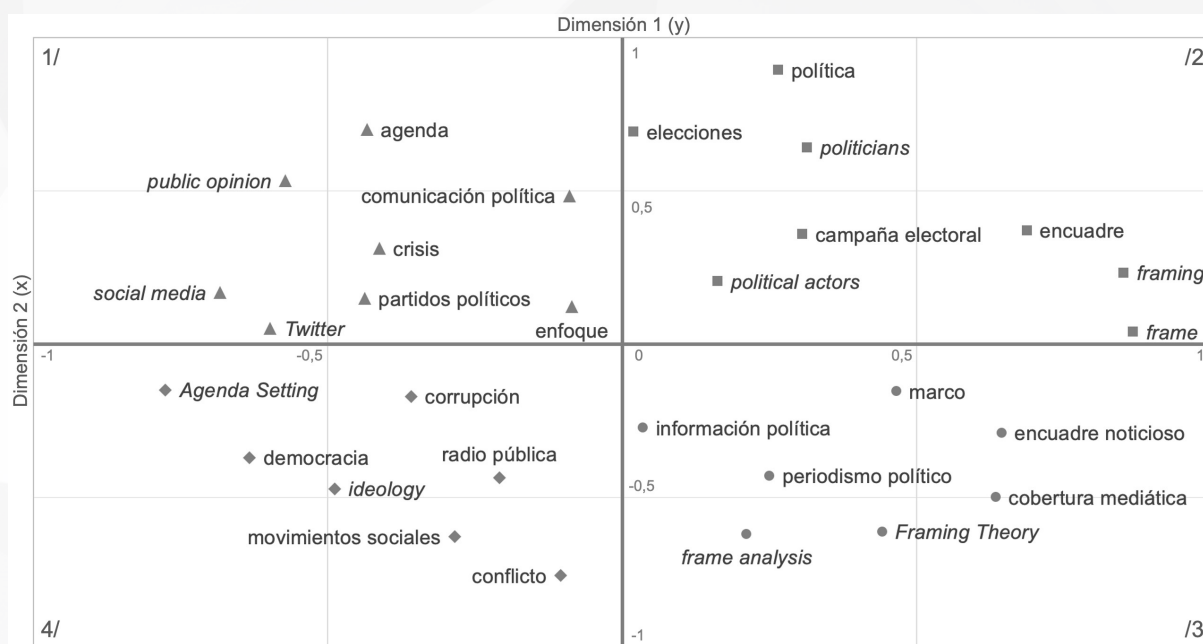 Dimensión 1 (y)
1/
1
/2
política
agenda
elecciones
politicians
public opinion
comunicación política
0,5
campaña electoral
encuadre
crisis
framing
political actors
social media
partidos políticos
Twitter
enfoque
frame
Dimensión 2 (x)
-1
-0,5
0
0,5
1
Agenda Setting
corrupción
marco
información política
encuadre noticioso
democracia
radio pública
periodismo político
ideology
-0,5
cobertura mediática
movimientos sociales
Framing Theory
frame analysis
conflicto
4/
-1
/3